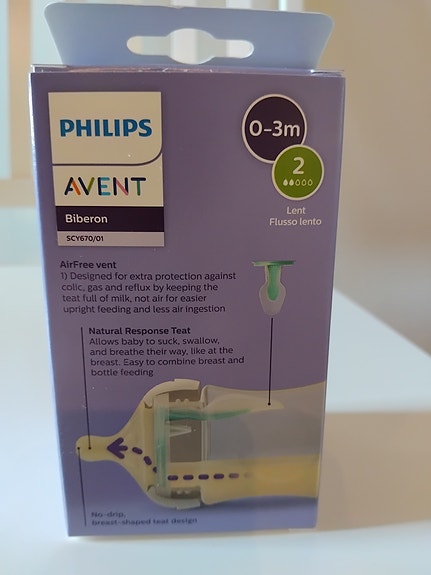 PHILIPS
AVENT
Biberon
SCY670/01
0-3m
2
Lent
Flusso lento
AirFree vent
1) Designed for extra protection against
colic, gas and reflux by keeping the
teat full of milk, not air for easier
upright feeding and less air ingestion
Natural Response Teat
Allows baby to suck, swallow,
and breathe their way, like at the
breast. Easy to combine breast and
bottle feeding
No-drip,
breast-shaped teat design